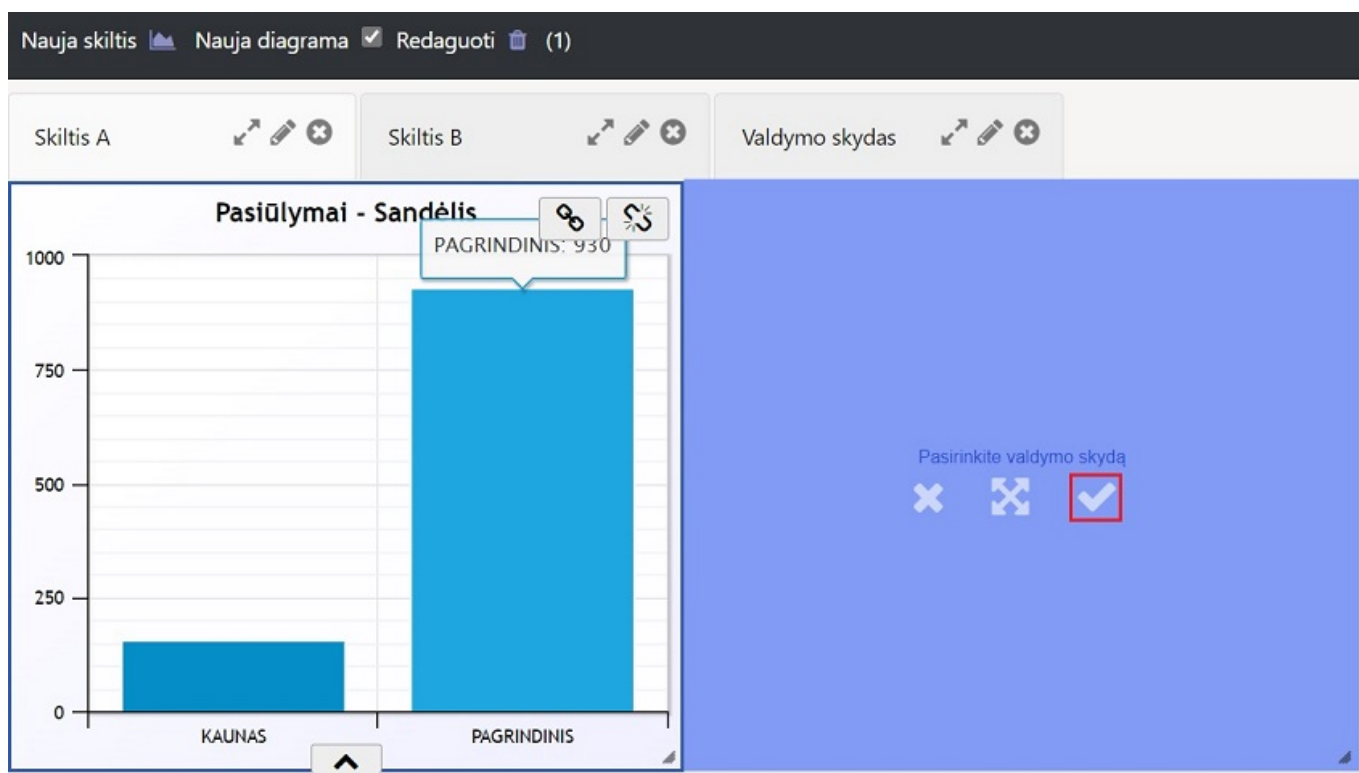 Nauja skiltis Nauja diagrama Redaguoti (1)
Skiltis A Skiltis B Valdymo skydas
Pasiūlymai - Sandėlis
PAGRINDINIS: 930
1000
750
500
250
0
KAUNAS PAGRINDINIS
Pasirinkite valdymo skydą